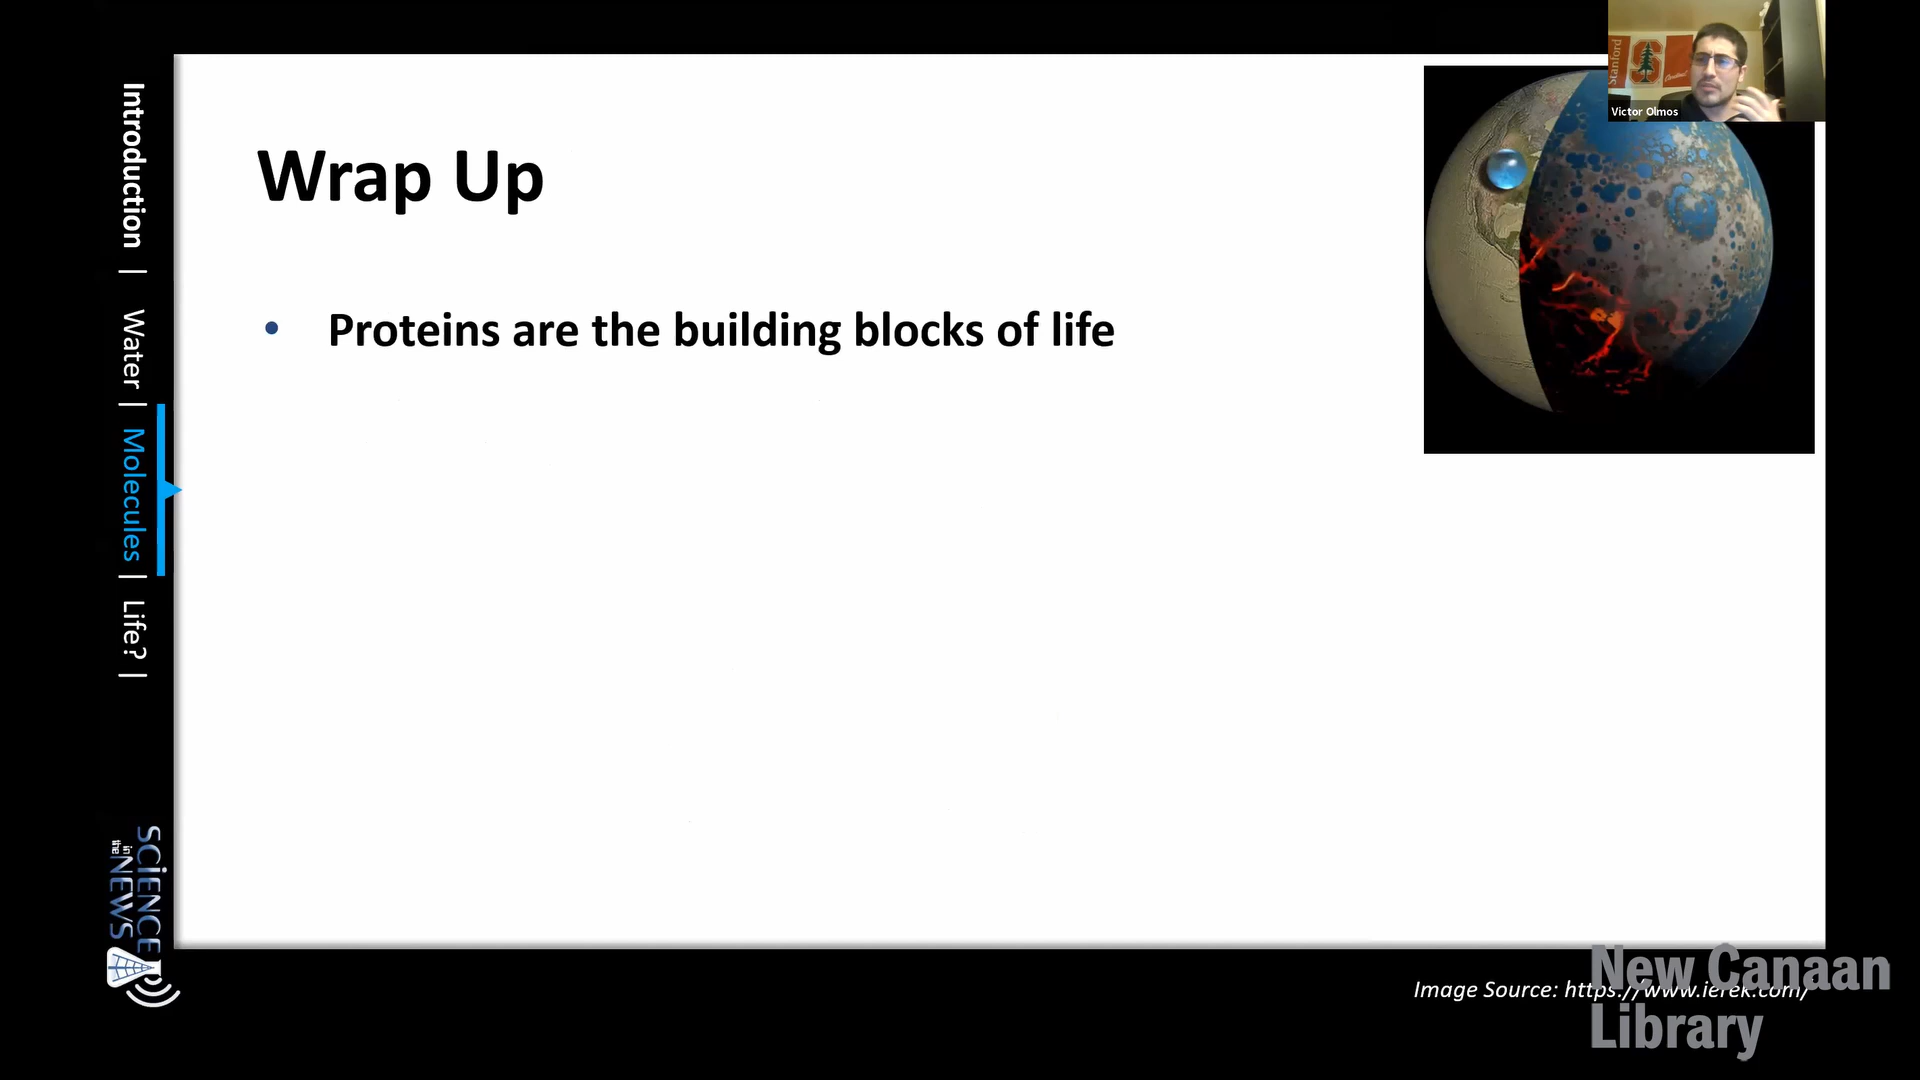 Introduction |
Water |
Molecules |
Life? |
SCIENCE
in the NEWS
Wrap Up
• Proteins are the building blocks of life
Stanford
S
Victor Olmos
Image Source: https://www.ierek.com/
New Canaan
Library